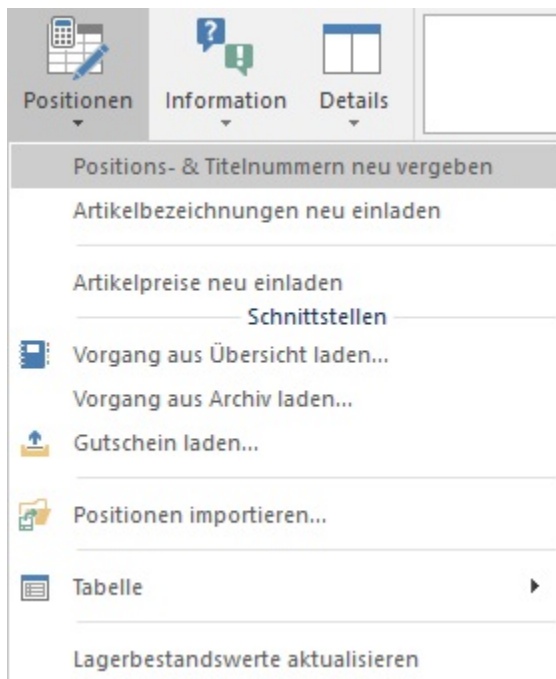 Positionen Information Details
Positions- & Titelnummern neu vergeben
Artikelbezeichnungen neu einladen
Artikelpreise neu einladen
Schnittstellen
Vorgang aus Übersicht laden...
Vorgang aus Archiv laden...
Gutschein laden...
Positionen importieren...
Tabelle
Lagerbestandswerte aktualisieren